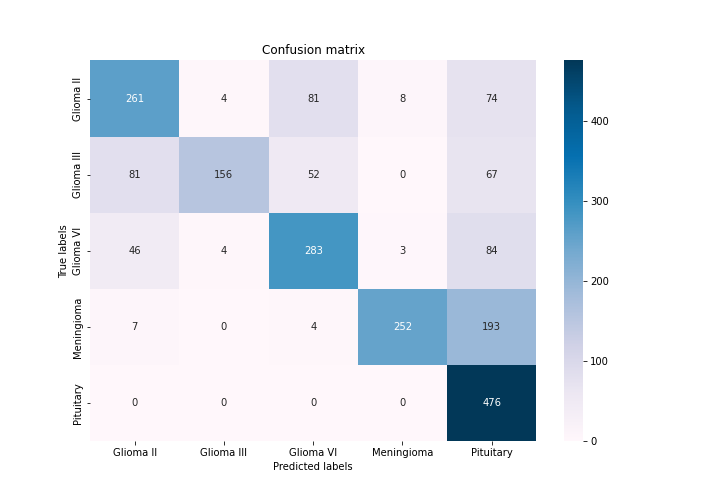 Confusion matrix
True labels
Glioma II 261 4 81 8 74
Glioma III 81 156 52 0 67
Glioma VI 46 4 283 3 84
Meningioma 7 0 4 252 193
Pituitary 0 0 0 0 476
Glioma II Glioma III Glioma VI Meningioma Pituitary
Predicted labels
400
300
200
100
0